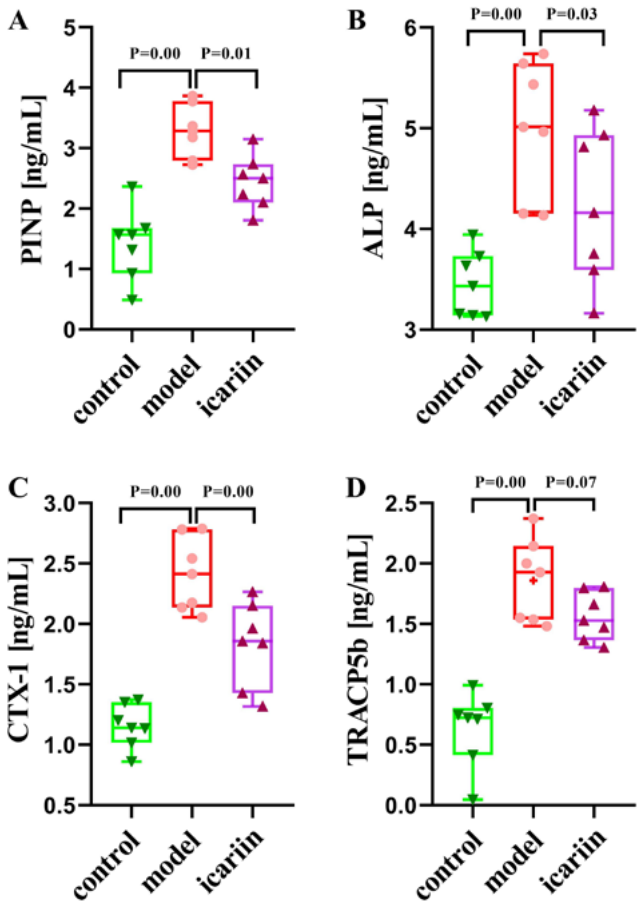 A
PINP [ng/mL]
5
4
3
2
1
0
P=0.00
P=0.01
control
model
icariin
B
ALP [ng/mL]
6
5
4
3
P=0.00
P=0.03
control
model
icariin
C
CTX-1 [ng/mL]
3.0
2.5
2.0
1.5
1.0
0.5
P=0.00
P=0.00
control
model
icariin
D
TRACP5b [ng/mL]
2.5
2.0
1.5
1.0
0.5
0.0
P=0.00
P=0.07
control
model
icariin